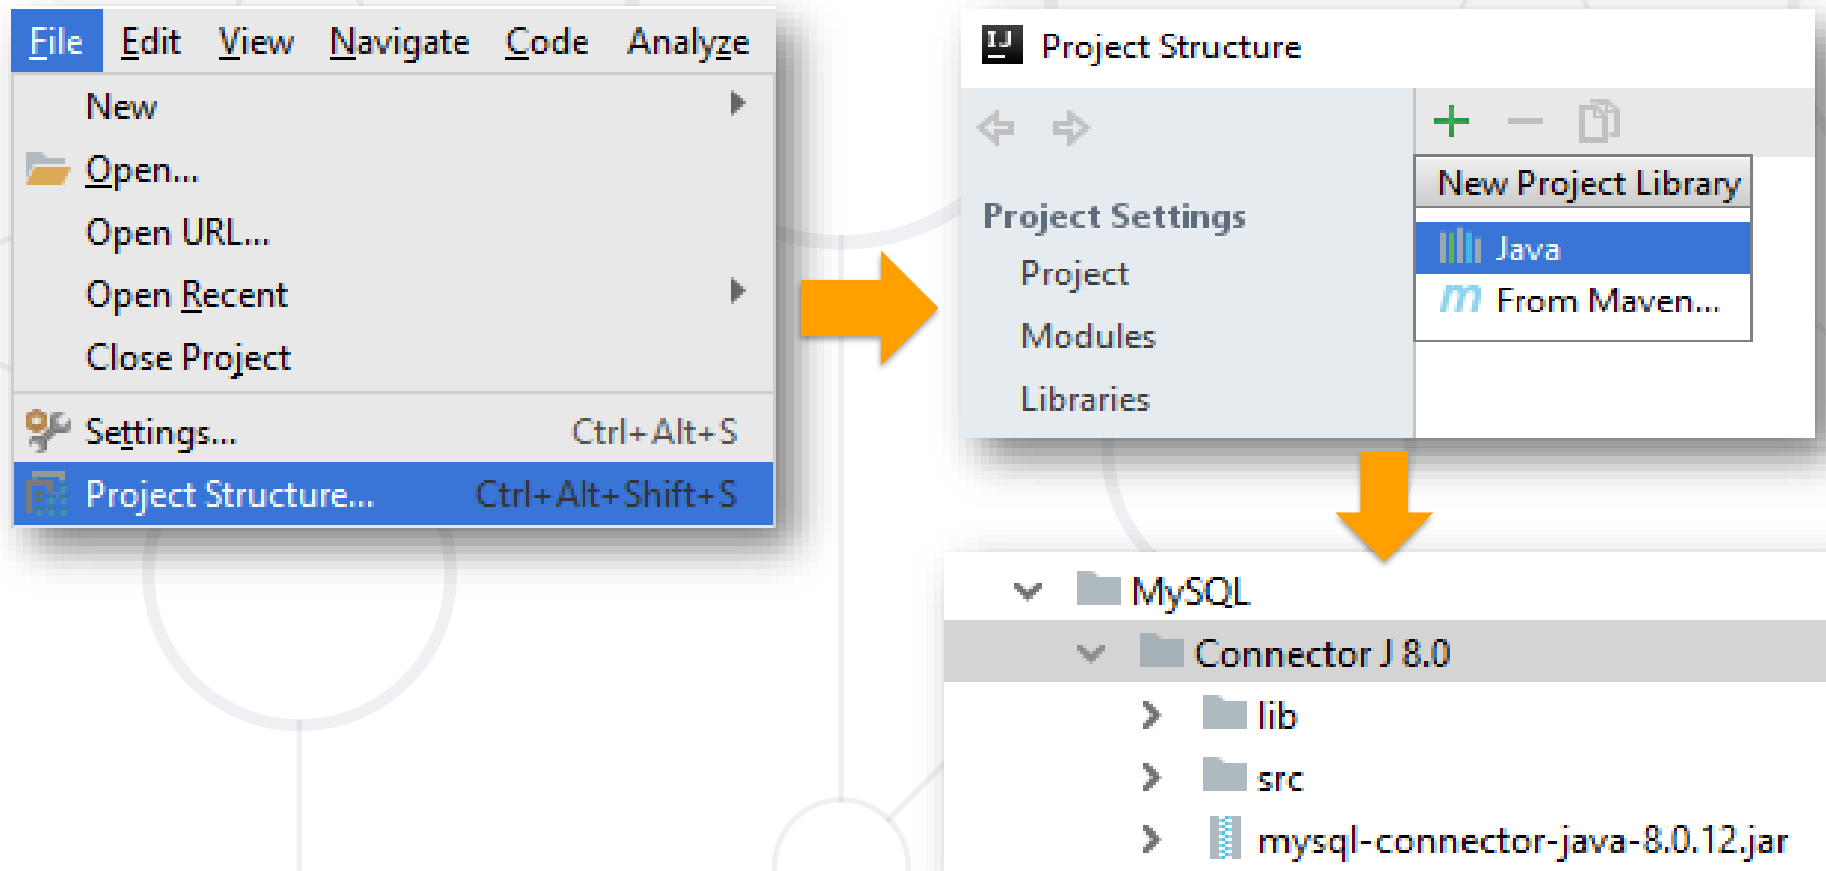 File Edit View Navigate Code Analyze
New
Open...
Open URL...
Open Recent
Close Project
Settings... Ctrl+Alt+S
Project Structure... Ctrl+Alt+Shift+S
IJ Project Structure
Project Settings
Project
Modules
Libraries
New Project Library
Java
m From Maven...
MySQL
Connector J 8.0
lib
src
mysql-connector-java-8.0.12.jar